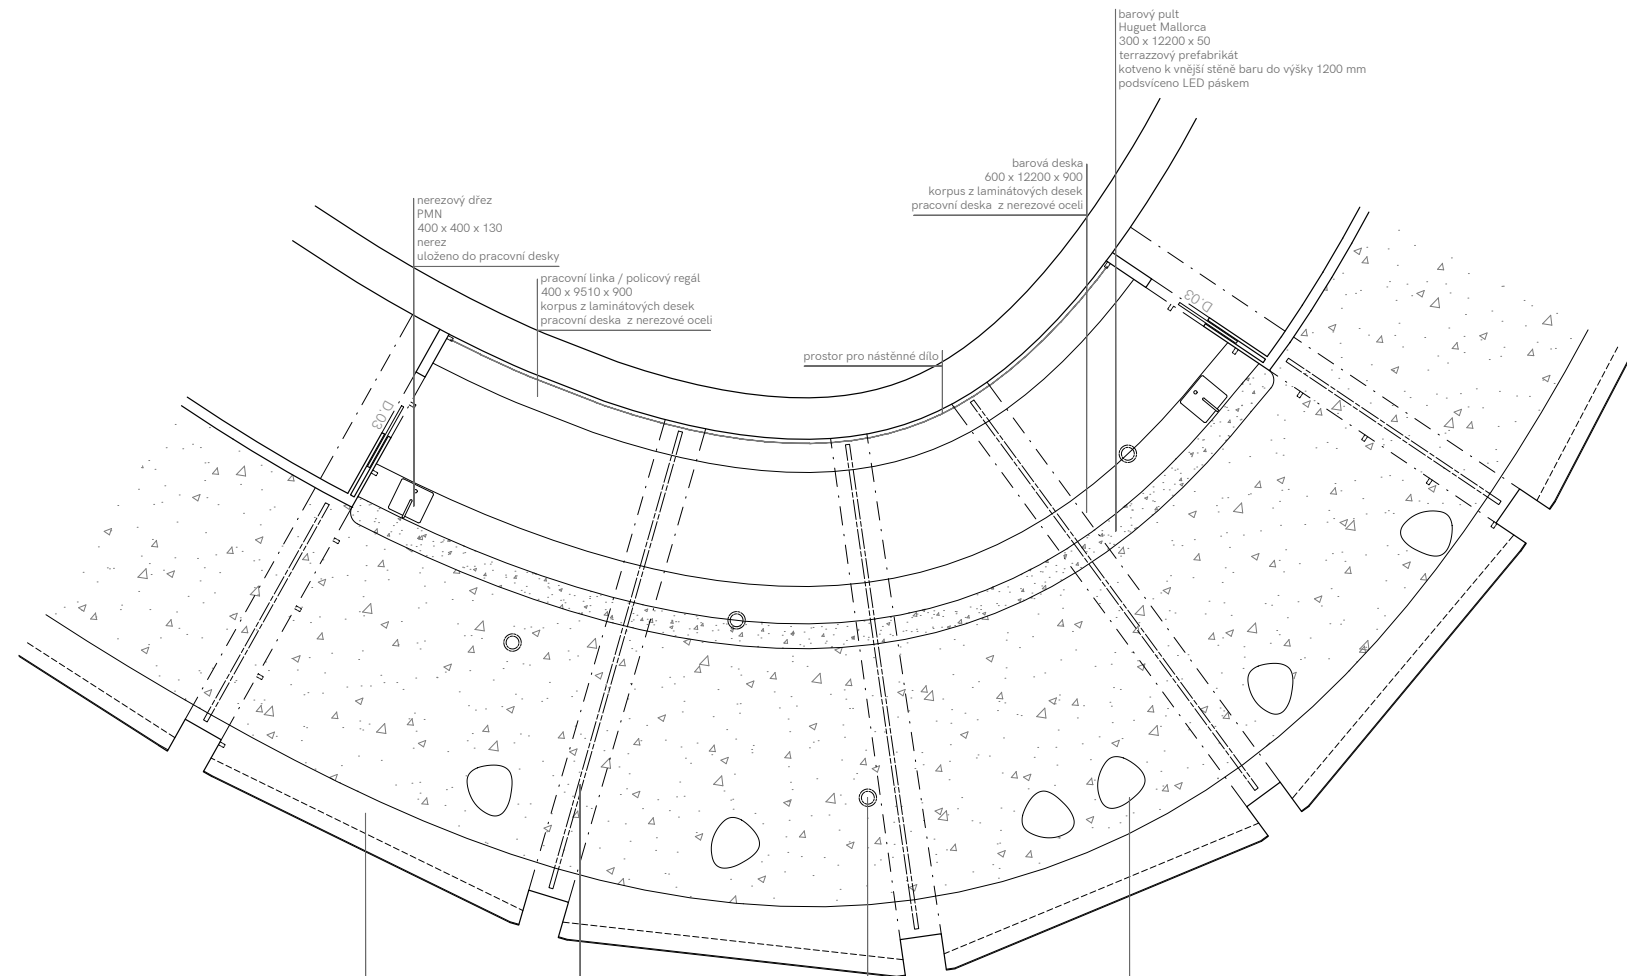 barový pult
Huguet Mallorca
300 x 12200 x 50
terrazzový prefabrikát
kotveno k vnější stěně baru do výšky 1200 mm
podsvíceno LED páskem
barová deska
600 x 12200 x 900
korpus z laminátových desek
pracovní deska z nerezové oceli
nerezový dřez
PMN
400 x 400 x 130
nerez
uloženo do pracovní desky
pracovní linka / policový regál
400 x 9510 x 900
korpus z laminátových desek
pracovní deska z nerezové oceli
prostor pro nástěnné dílo
D.03
D.03